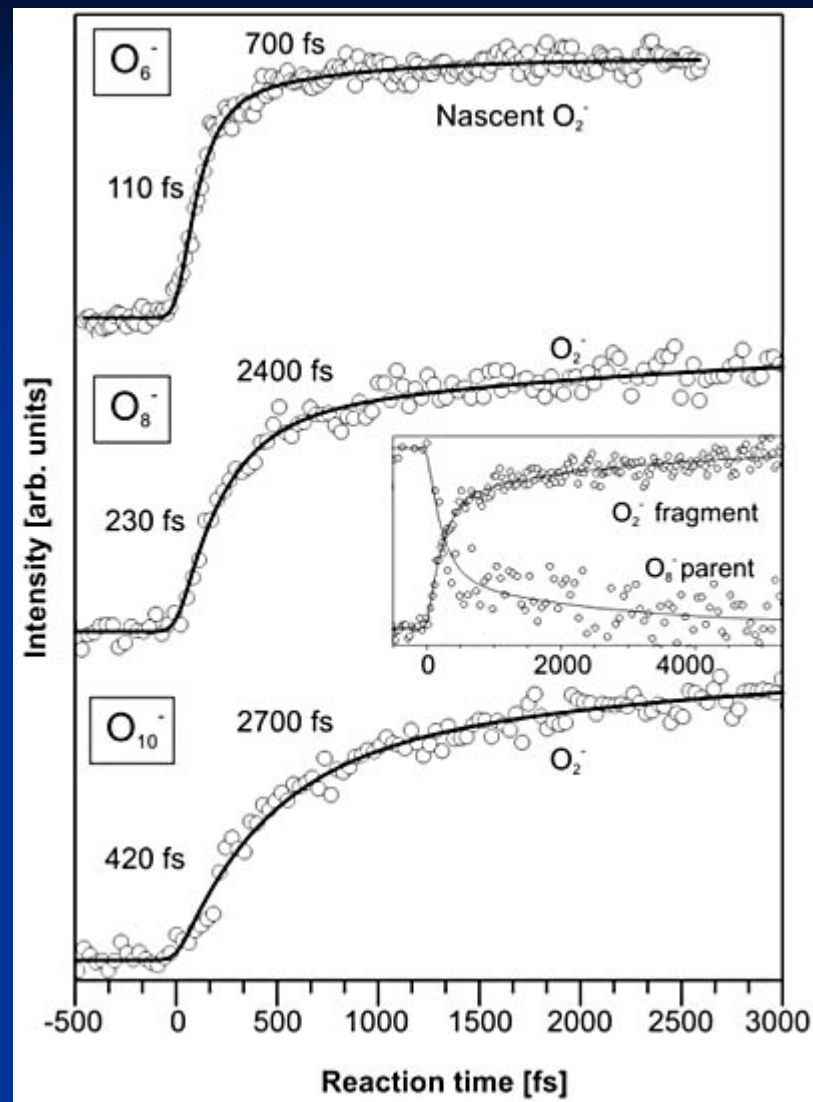 O₆⁻
700 fs
Nascent O₂⁻
110 fs
O₂⁻
2400 fs
O₈⁻
230 fs
O₂⁻ fragment
O₈⁻ parent
0 2000 4000
2700 fs
O₁₀⁻
O₂⁻
420 fs
Intensity [arb. units]
-500 0 500 1000 1500 2000 2500 3000
Reaction time [fs]